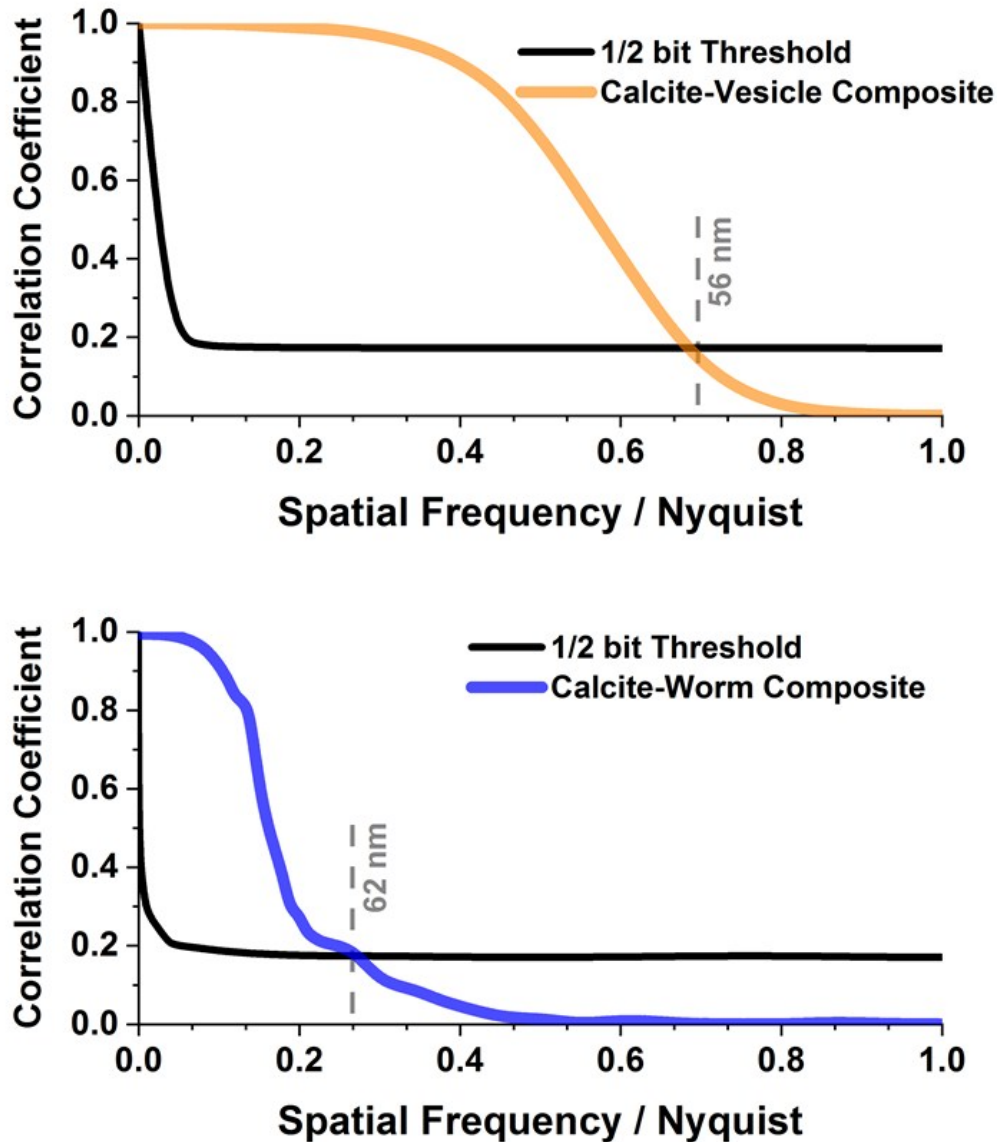 Correlation Coefficient
1.0
0.8
0.6
0.4
0.2
0.0
1/2 bit Threshold
Calcite-Vesicle Composite
56 nm
0.0 0.2 0.4 0.6 0.8 1.0
Spatial Frequency / Nyquist
Correlation Coefficient
1.0
0.8
0.6
0.4
0.2
0.0
1/2 bit Threshold
Calcite-Worm Composite
62 nm
0.0 0.2 0.4 0.6 0.8 1.0
Spatial Frequency / Nyquist